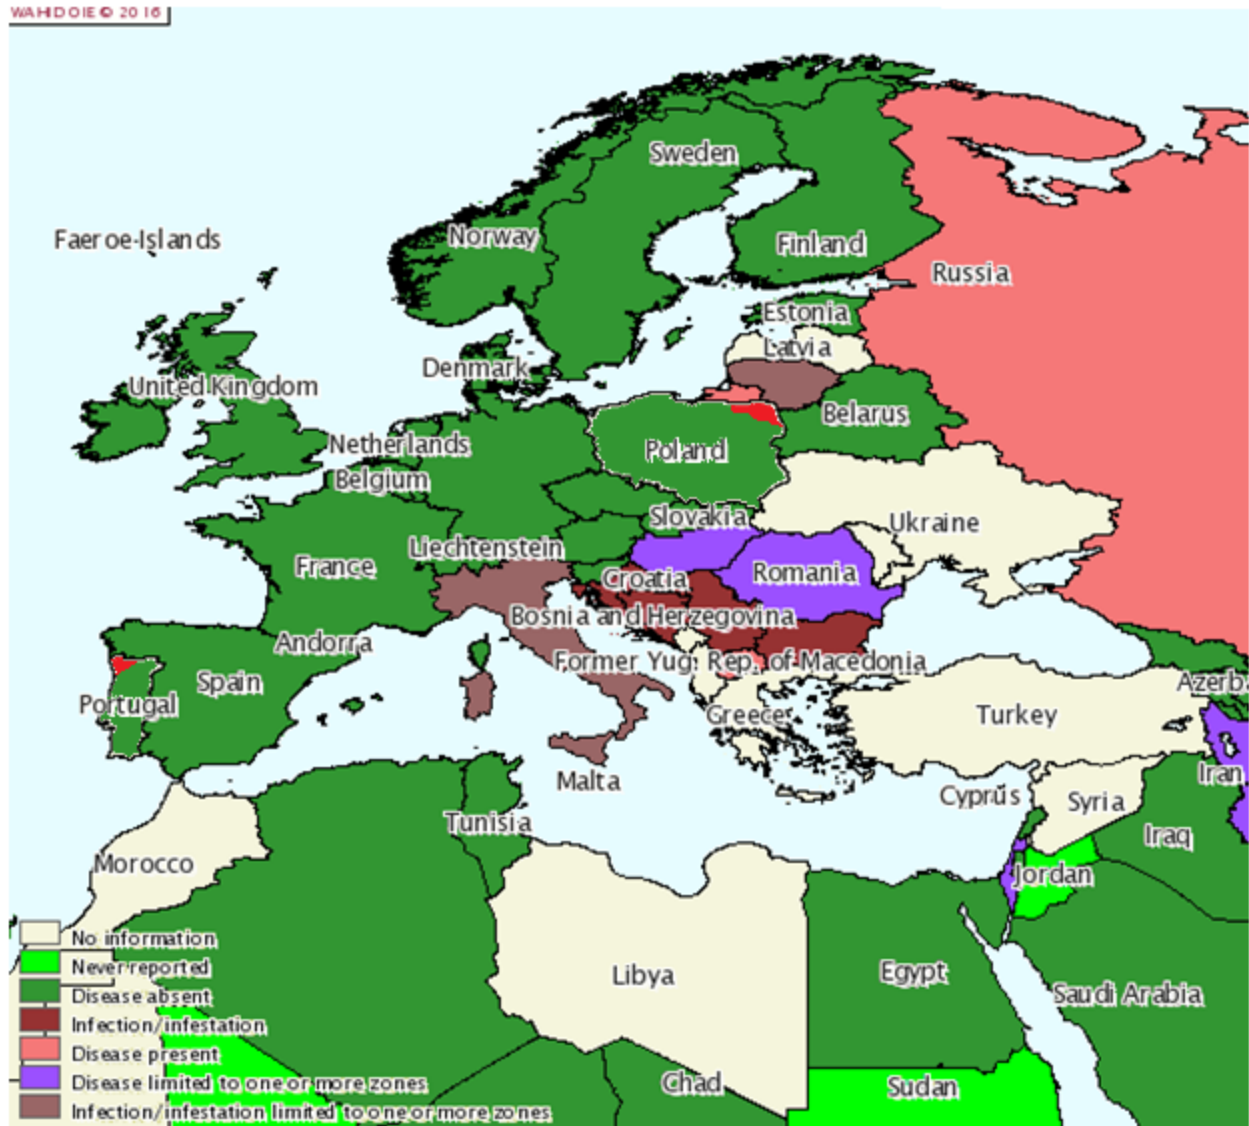 WAHID OIE © 2016
Sweden
Faeroe-Islands
Norway
Finland
Russia
Estonia
Latvia
Denmark
United Kingdom
Belarus
Netherlands
Poland
Belgium
Slovakia
Ukraine
Liechtenstein
France
Croatia
Romania
Bosnia and Herzegovina
Andorra
Former Yug. Rep. of Macedonia
Spain
Azerb
Portugal
Greece
Turkey
Iran
Malta
Cyprus
Syria
Tunisia
Iraq
Morocco
Jordan
Libya
Egypt
Saudi Arabia
Chad
Sudan
No information
Never reported
Disease absent
Infection/infestation
Disease present
Disease limited to one or more zones
Infection/infestation limited to one or more zones